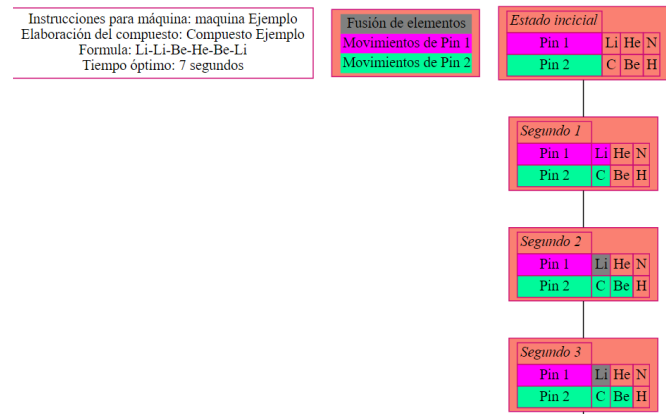 Instrucciones para máquina: maquina Ejemplo
Elaboración del compuesto: Compuesto Ejemplo
Formula: Li-Li-Be-He-Be-Li
Tiempo óptimo: 7 segundos
Fusión de elementos
Movimientos de Pin 1
Movimientos de Pin 2
Estado incicial
Pin 1 Li He N
Pin 2 C Be H
Segundo 1
Pin 1 Li He N
Pin 2 C Be H
Segundo 2
Pin 1 Li He N
Pin 2 C Be H
Segundo 3
Pin 1 Li He N
Pin 2 C Be H